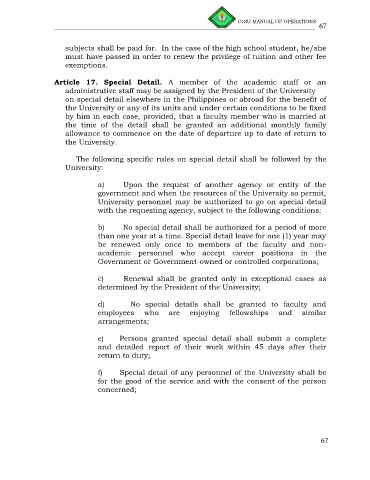 CvSU MANUAL OF OPERATIONS
67
subjects shall be paid for. In the case of the high school student, he/she
must have passed in order to renew the privilege of tuition and other fee
exemptions.
Article 17. Special Detail. A member of the academic staff or an
administrative staff may be assigned by the President of the University
on special detail elsewhere in the Philippines or abroad for the benefit of
the University or any of its units and under certain conditions to be fixed
by him in each case, provided, that a faculty member who is married at
the time of the detail shall be granted an additional monthly family
allowance to commence on the date of departure up to date of return to
the University.
The following specific rules on special detail shall be followed by the
University:
a) Upon the request of another agency or entity of the
government and when the resources of the University so permit,
University personnel may be authorized to go on special detail
with the requesting agency, subject to the following conditions:
b) No special detail shall be authorized for a period of more
than one year at a time. Special detail leave for one (1) year may
be renewed only once to members of the faculty and non-
academic personnel who accept career positions in the
Government or Government-owned or controlled corporations;
c) Renewal shall be granted only in exceptional cases as
determined by the President of the University;
d) No special details shall be granted to faculty and
employees who are enjoying fellowships and similar
arrangements;
e) Persons granted special detail shall submit a complete
and detailed report of their work within 45 days after their
return to duty;
f) Special detail of any personnel of the University shall be
for the good of the service and with the consent of the person
concerned;
67